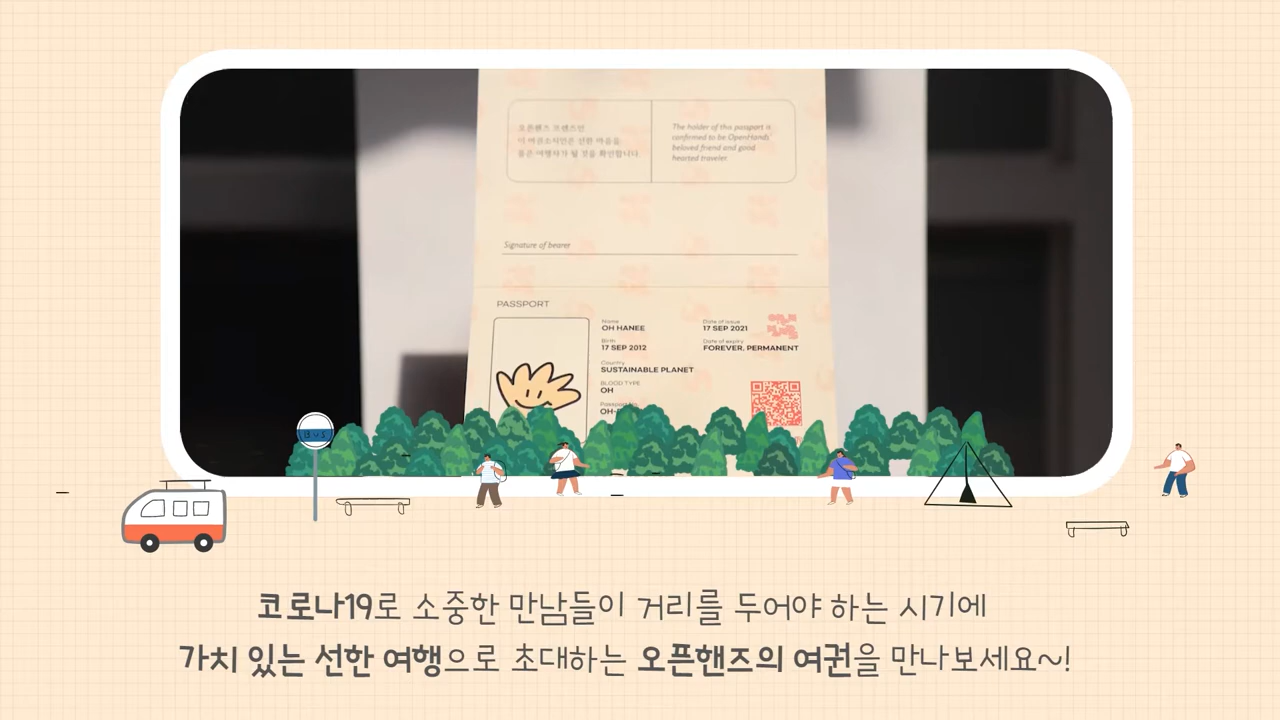 오픈핸즈 프렌즈인
이 여권소지인은 선한 마음을
품은 여행자가 될 것을 확인합니다.
The holder of this passport is
confirmed to be OpenHands'
beloved friend and good
hearted traveler.
Signature of bearer
PASSPORT
Name
OH HANEE
Date of issue
17 SEP 2021
Birth
17 SEP 2012
Date of expiry
FOREVER, PERMANENT
Country
SUSTAINABLE PLANET
BLOOD TYPE
OH
Passport No.
BUS
코로나19로 소중한 만남들이 거리를 두어야 하는 시기에
가치 있는 선한 여행으로 초대하는 오픈핸즈의 여권을 만나보세요~!